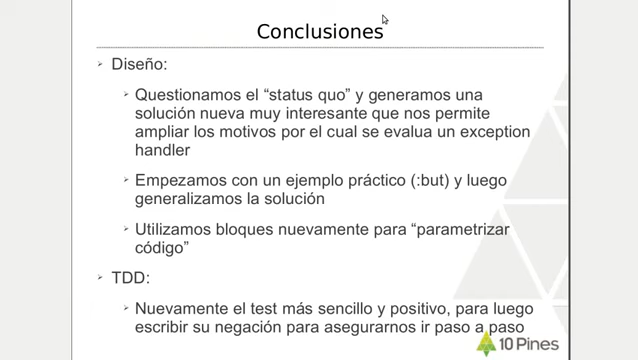 Conclusiones
Diseño:
Questionamos el “status quo” y generamos una
solución nueva muy interesante que nos permite
ampliar los motivos por el cual se evalua un exception
handler
Empezamos con un ejemplo práctico (:but) y luego
generalizamos la solución
Utilizamos bloques nuevamente para “parametrizar
código”
TDD:
Nuevamente el test más sencillo y positivo, para luego
escribir su negación para asegurarnos ir paso a paso
10 Pines